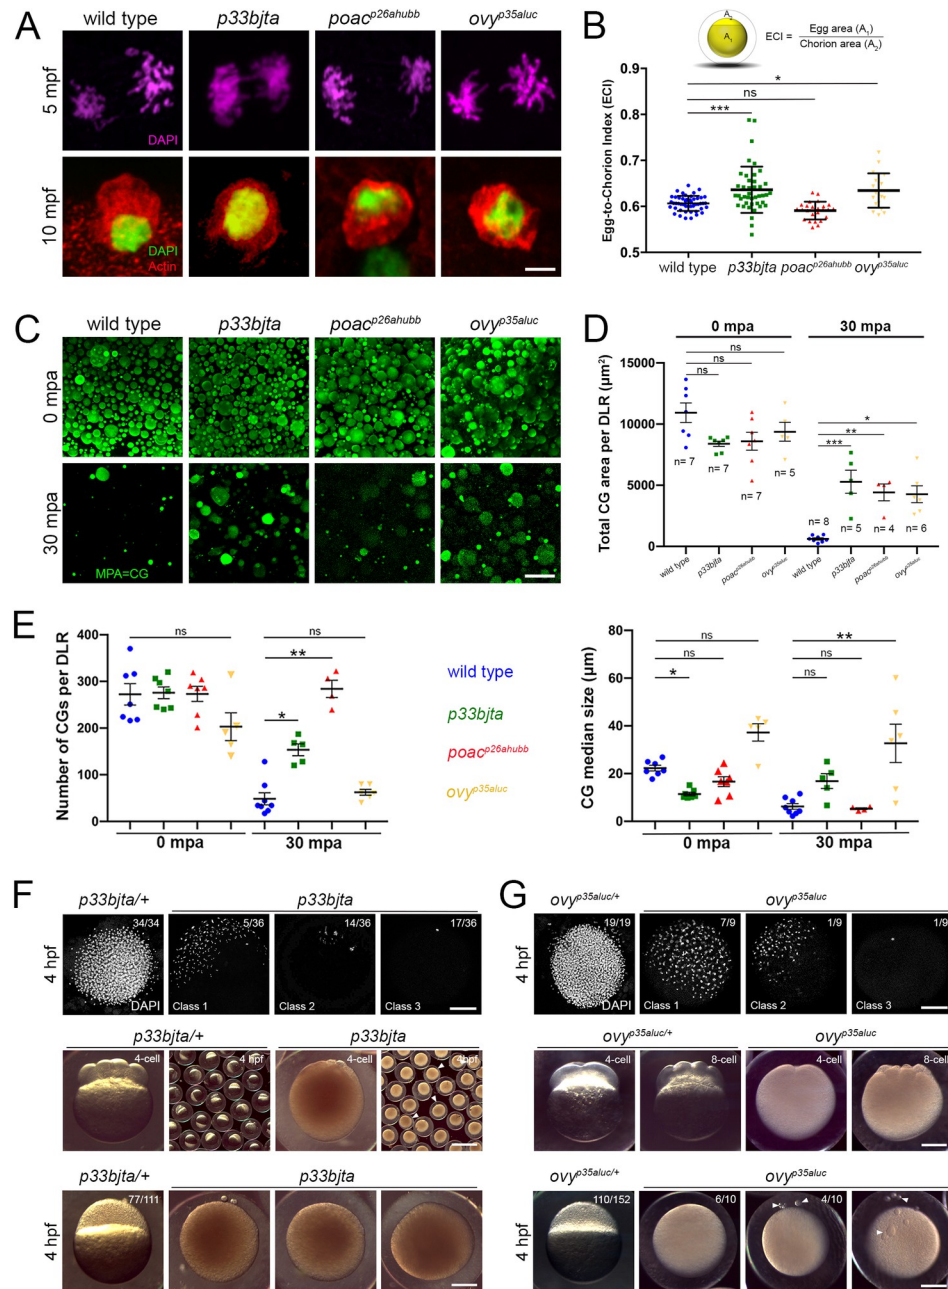 A
wild type p33bjta poac^p26ahubb ovy^p35aluc
5 mpf
DAPI
10 mpf
DAPI
Actin
B
A2
A1
ECI = Egg area (A1)
Chorion area (A2)
Egg-to-Chorion Index (ECI)
0.9
0.8
0.7
0.6
0.5
*
ns
***
wild type p33bjta poac^p26ahubb ovy^p35aluc
C
wild type p33bjta poac^p26ahubb ovy^p35aluc
0 mpa
30 mpa
MPA=CG
D
0 mpa 30 mpa
Total CG area per DLR (µm²)
15000
10000
5000
0
ns
ns
ns
*
**
***
n= 7
n= 7
n= 7
n= 5
n= 8
n= 5
n= 4
n= 6
wild type p33bjta poac^p26ahubb ovy^p35aluc wild type p33bjta poac^p26ahubb ovy^p35aluc
E
Number of CGs per DLR
400
300
200
100
0
ns
ns
**
*
0 mpa 30 mpa
wild type
p33bjta
poac^p26ahubb
ovy^p35aluc
CG median size (µm)
80
60
40
20
0
ns
ns
*
**
ns
ns
0 mpa 30 mpa
F
p33bjta/+ p33bjta
4 hpf
34/34 5/36 14/36 17/36
DAPI Class 1 Class 2 Class 3
p33bjta/+ p33bjta
4-cell 4 hpf 4-cell 4hpf
p33bjta/+ p33bjta
4 hpf
77/111
G
ovy^p35aluc/+ ovy^p35aluc
4 hpf
19/19 7/9 1/9 1/9
DAPI Class 1 Class 2 Class 3
ovy^p35aluc/+ ovy^p35aluc
4-cell 8-cell 4-cell 8-cell
ovy^p35aluc/+ ovy^p35aluc
4 hpf
110/152 6/10 4/10